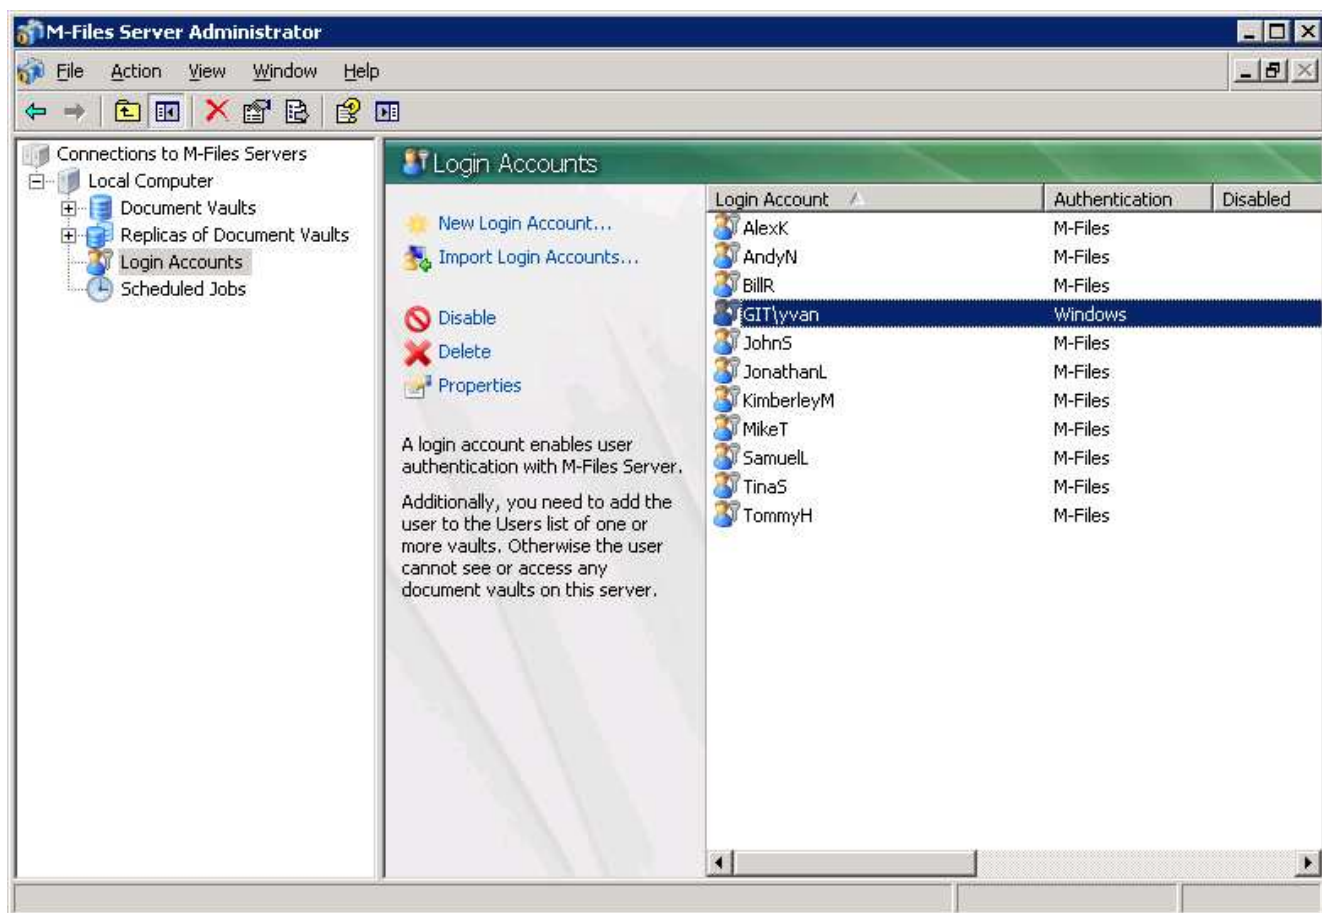 M-Files Server Administrator
File Action View Window Help
Connections to M-Files Servers
Local Computer
Document Vaults
Replicas of Document Vaults
Login Accounts
Scheduled Jobs
Login Accounts
New Login Account...
Import Login Accounts...
Disable
Delete
Properties
A login account enables user
authentication with M-Files Server.
Additionally, you need to add the
user to the Users list of one or
more vaults. Otherwise the user
cannot see or access any
document vaults on this server.
Login Account Authentication Disabled
AlexK M-Files
AndyN M-Files
BillR M-Files
GIT\yvan Windows
JohnS M-Files
JonathanL M-Files
KimberleyM M-Files
MikeT M-Files
SamuelL M-Files
TinaS M-Files
TommyH M-Files